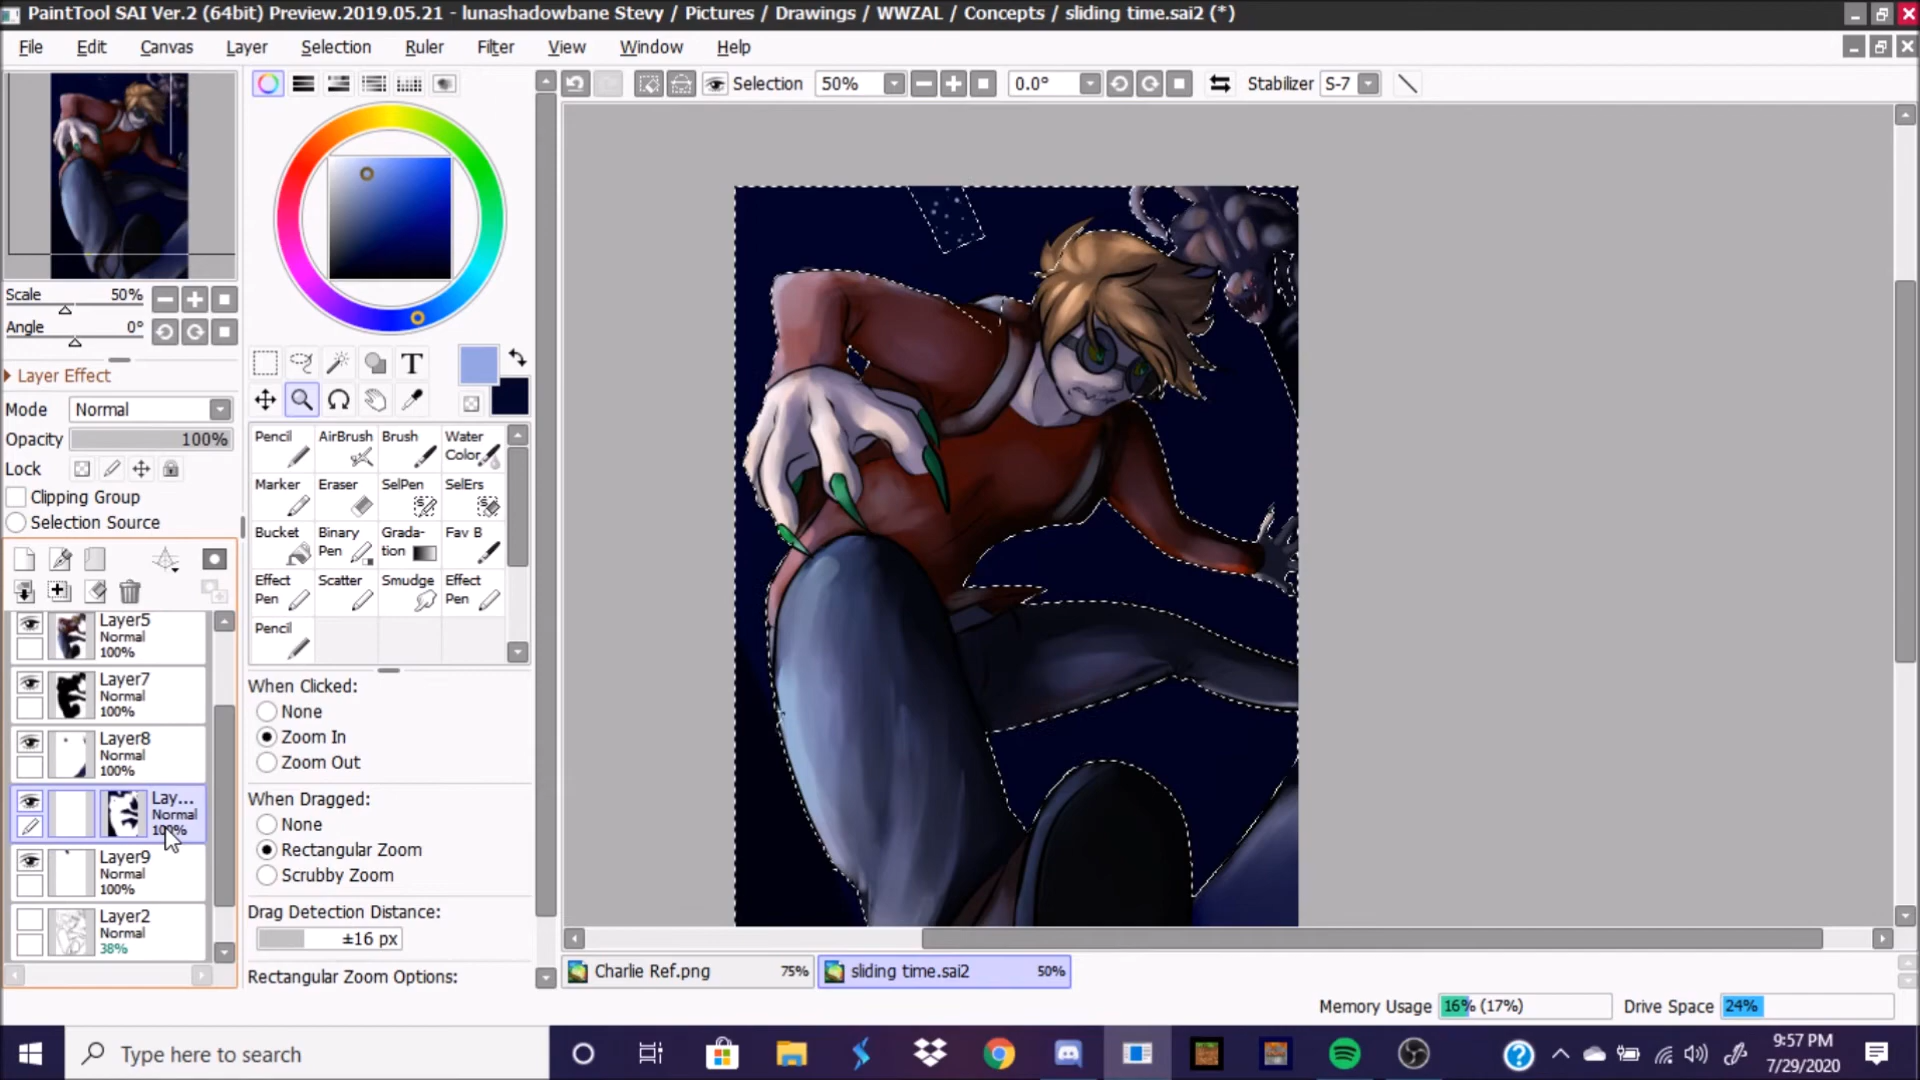 PaintTool SAI Ver.2 (64bit) Preview.2019.05.21 - lunashadowbane Stevy / Pictures / Drawings / WWZAL / Concepts / sliding time.sai2 (*)
File Edit Canvas Layer Selection Ruler Filter View Window Help
Selection 50% 0.0° Stabilizer S-7
Scale 50%
Angle 0°
Layer Effect
Mode Normal
Opacity 100%
Lock
Clipping Group
Selection Source
Layer5
Normal
100%
Layer7
Normal
100%
Layer8
Normal
100%
Lay...
Normal
100%
Layer9
Normal
100%
Layer2
Normal
38%
T
Pencil AirBrush Brush Water Color
Marker Eraser SelPen SelErs
Bucket Binary Pen Grada-tion Fav B
Effect Pen Scatter Smudge Effect Pen
Pencil
When Clicked:
None
Zoom In
Zoom Out
When Dragged:
None
Rectangular Zoom
Scrubby Zoom
Drag Detection Distance:
±16 px
Rectangular Zoom Options:
Charlie Ref.png 75% sliding time.sai2 50%
Memory Usage 16% (17%) Drive Space 24%
Type here to search
9:57 PM
7/29/2020